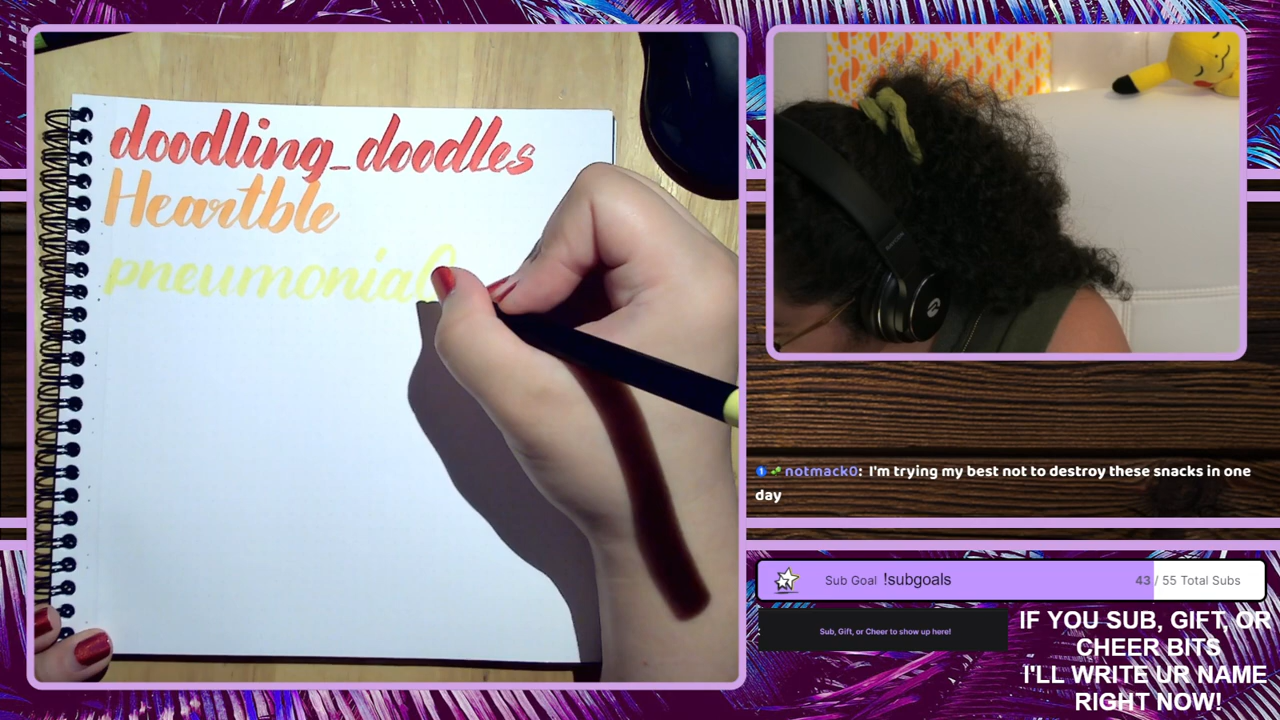 doodling_doodles
Heartble
pneumonial
notmack0: I'm trying my best not to destroy these snacks in one
day
Sub Goal !subgoals 43 / 55 Total Subs
Sub, Gift, or Cheer to show up here!
IF YOU SUB, GIFT, OR
CHEER BITS
I'LL WRITE UR NAME
RIGHT NOW!